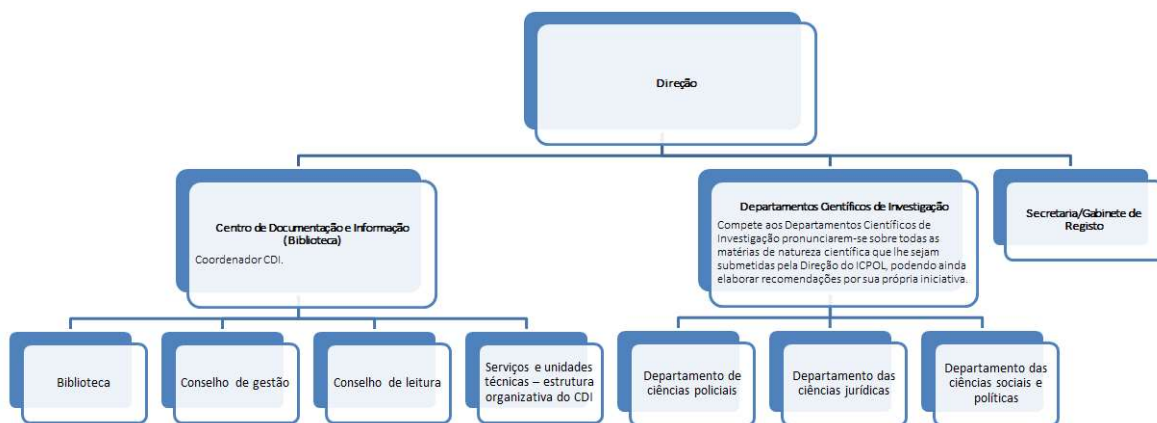 Direção
Centro de Documentação e Informação
(Biblioteca)
Coordenador CDI.
Departamentos Científicos de Investigação
Compete aos Departamentos Científicos de
Investigação pronunciarem-se sobre todas as
matérias de natureza científica que lhe sejam
submetidas pela Direção do ICPOL, podendo ainda
elaborar recomendações por sua própria iniciativa.
Secretaria/Gabinete de
Registo
Biblioteca
Conselho de gestão
Conselho de leitura
Serviços e unidades
técnicas – estrutura
organizativa do CDI
Departamento de
ciências policiais
Departamento das
ciências jurídicas
Departamento das
ciências sociais e
políticas